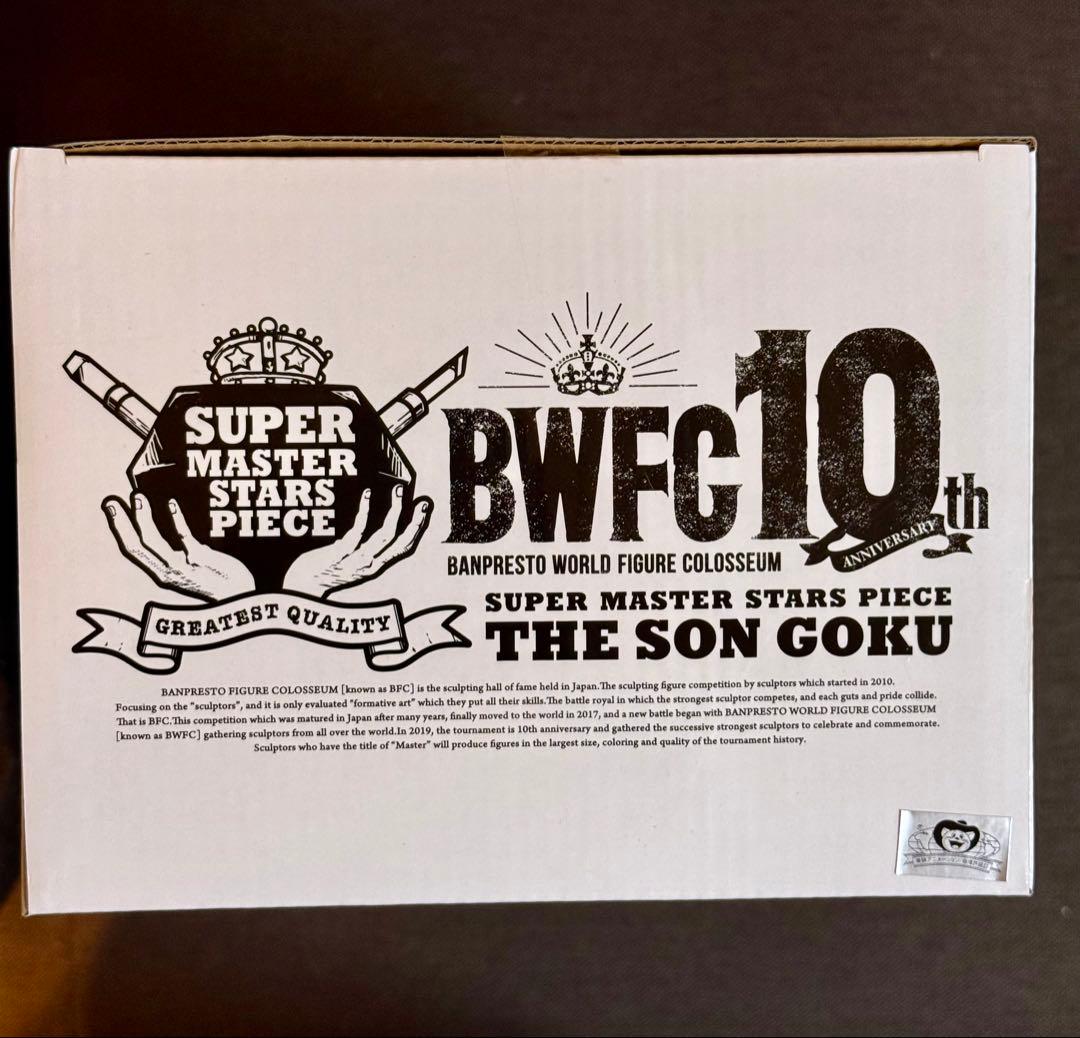 SUPER
MASTER
STARS
PIECE
GREATEST QUALITY
BWFC10th
ANNIVERSARY
BANPRESTO WORLD FIGURE COLOSSEUM
SUPER MASTER STARS PIECE
THE SON GOKU
BANPRESTO FIGURE COLOSSEUM [known as BFC] is the sculpting hall of fame held in Japan.The sculpting figure competition by sculptors which started in 2010.
Focusing on the "sculptors", and it is only evaluated "formative art" which they put all their skills.The battle royal in which the strongest sculptor competes, and each guts and pride collide.
That is BFC.This competition which was matured in Japan after many years, finally moved to the world in 2017, and a new battle began with BANPRESTO WORLD FIGURE COLOSSEUM
[known as BWFC] gathering sculptors from all over the world.In 2019, the tournament is 10th anniversary and gathered the successive strongest sculptors to celebrate and commemorate.
Sculptors who have the title of "Master" will produce figures in the largest size, coloring and quality of the tournament history.